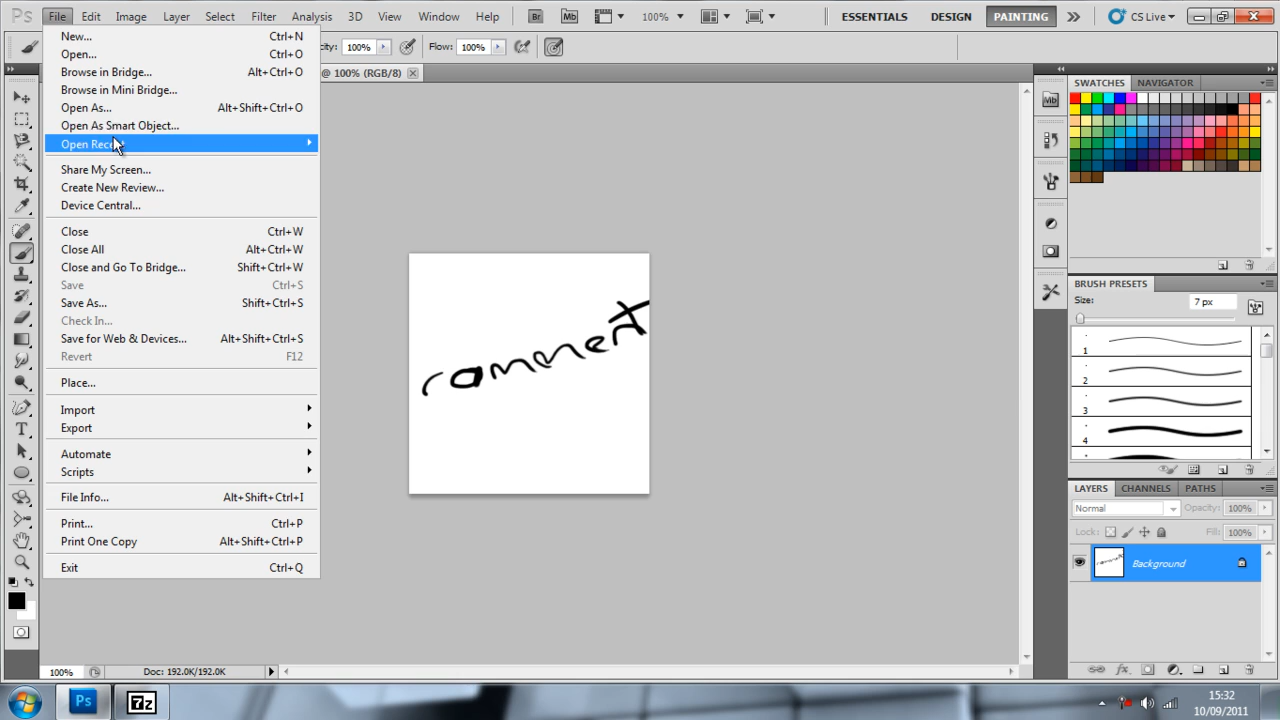 Ps File Edit Image Layer Select Filter Analysis 3D View Window Help Br Mb 100% ESSENTIALS DESIGN PAINTING CS Live
100% Flow: 100%
@ 100% (RGB/8)
New... Ctrl+N
Open... Ctrl+O
Browse in Bridge... Alt+Ctrl+O
Browse in Mini Bridge...
Open As... Alt+Shift+Ctrl+O
Open As Smart Object...
Open Rece
Share My Screen...
Create New Review...
Device Central...
Close Ctrl+W
Close All Alt+Ctrl+W
Close and Go To Bridge... Shift+Ctrl+W
Save Ctrl+S
Save As... Shift+Ctrl+S
Check In...
Save for Web & Devices... Alt+Shift+Ctrl+S
Revert F12
Place...
Import
Export
Automate
Scripts
File Info... Alt+Shift+Ctrl+I
Print... Ctrl+P
Print One Copy Alt+Shift+Ctrl+P
Exit Ctrl+Q
comment
Mb
SWATCHES NAVIGATOR
BRUSH PRESETS
Size: 7 px
1
2
3
4
LAYERS CHANNELS PATHS
Normal Opacity: 100%
Lock: Fill: 100%
Background
100% Doc: 192.0K/192.0K
Ps 7z
15:32
10/09/2011